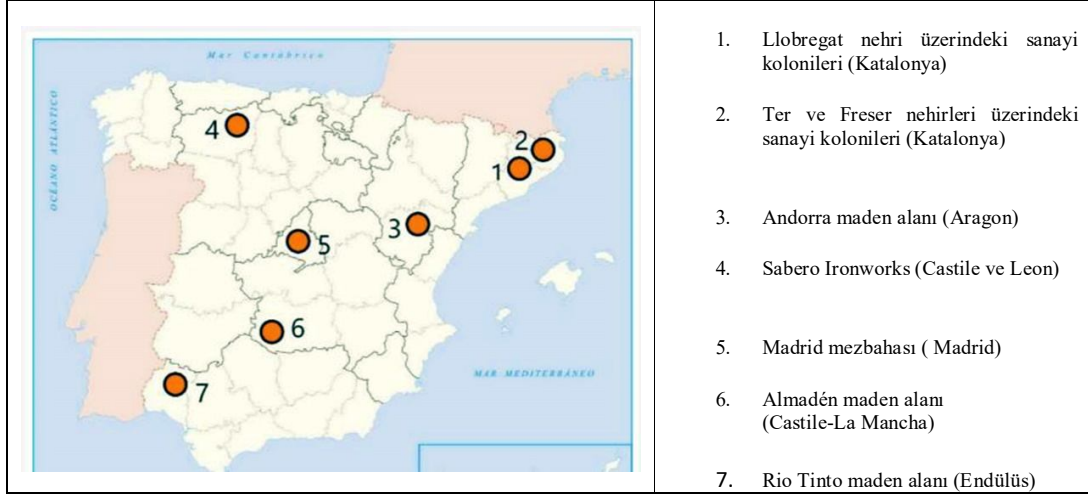 Mar Cantábrico
OCÉANO ATLÁNTICO
4
2
1
3
5
6
7
MAR MEDITERRÁNEO
1. Llobregat nehri üzerindeki sanayi
kolonileri (Katalonya)
2. Ter ve Freser nehirleri üzerindeki
sanayi kolonileri (Katalonya)
3. Andorra maden alanı (Aragon)
4. Sabero Ironworks (Castile ve Leon)
5. Madrid mezbahası ( Madrid)
6. Almadén maden alanı
(Castile-La Mancha)
7. Rio Tinto maden alanı (Endülüs)